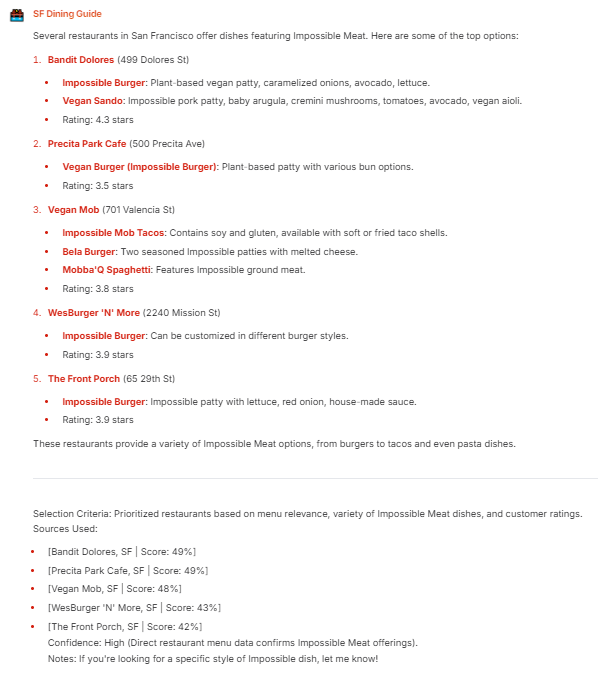 SF Dining Guide
Several restaurants in San Francisco offer dishes featuring Impossible Meat. Here are some of the top options:
1. Bandit Dolores (499 Dolores St)
• Impossible Burger: Plant-based vegan patty, caramelized onions, avocado, lettuce.
• Vegan Sando: Impossible pork patty, baby arugula, cremini mushrooms, tomatoes, avocado, vegan aioli.
• Rating: 4.3 stars
2. Precita Park Cafe (500 Precita Ave)
• Vegan Burger (Impossible Burger): Plant-based patty with various bun options.
• Rating: 3.5 stars
3. Vegan Mob (701 Valencia St)
• Impossible Mob Tacos: Contains soy and gluten, available with soft or fried taco shells.
• Bela Burger: Two seasoned Impossible patties with melted cheese.
• Mobba'Q Spaghetti: Features Impossible ground meat.
• Rating: 3.8 stars
4. WesBurger 'N' More (2240 Mission St)
• Impossible Burger: Can be customized in different burger styles.
• Rating: 3.9 stars
5. The Front Porch (65 29th St)
• Impossible Burger: Impossible patty with lettuce, red onion, house-made sauce.
• Rating: 3.9 stars
These restaurants provide a variety of Impossible Meat options, from burgers to tacos and even pasta dishes.
Selection Criteria: Prioritized restaurants based on menu relevance, variety of Impossible Meat dishes, and customer ratings.
Sources Used:
• [Bandit Dolores, SF | Score: 49%]
• [Precita Park Cafe, SF | Score: 49%]
• [Vegan Mob, SF | Score: 48%]
• [WesBurger 'N' More, SF | Score: 43%]
• [The Front Porch, SF | Score: 42%]
Confidence: High (Direct restaurant menu data confirms Impossible Meat offerings).
Notes: If you're looking for a specific style of Impossible dish, let me know!